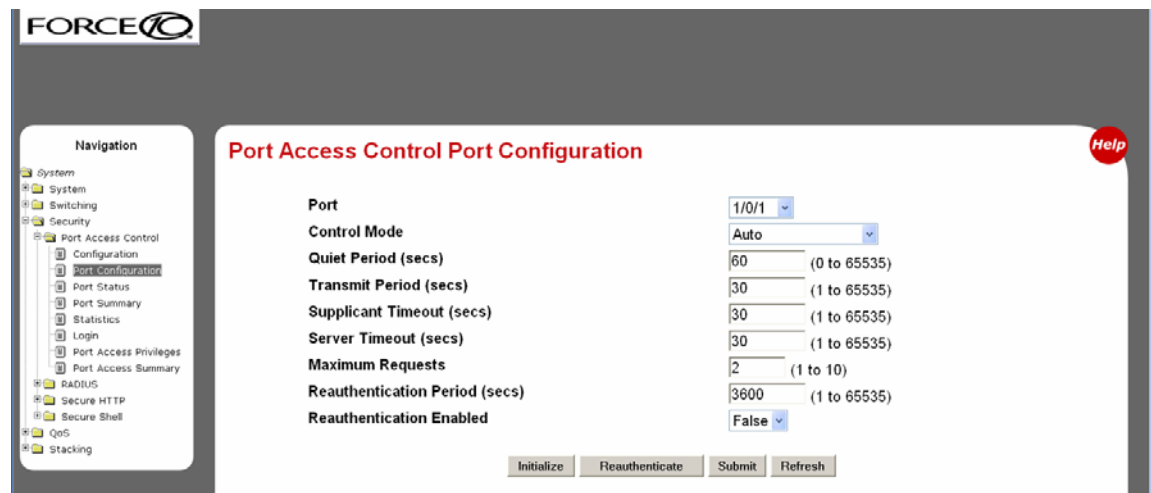 FORCE10
Navigation
System
System
Switching
Security
Port Access Control
Configuration
Port Configuration
Port Status
Port Summary
Statistics
Login
Port Access Privileges
Port Access Summary
RADIUS
Secure HTTP
Secure Shell
QoS
Stacking
Port Access Control Port Configuration
Help
Port 1/0/1
Control Mode Auto
Quiet Period (secs) 60 (0 to 65535)
Transmit Period (secs) 30 (1 to 65535)
Supplicant Timeout (secs) 30 (1 to 65535)
Server Timeout (secs) 30 (1 to 65535)
Maximum Requests 2 (1 to 10)
Reauthentication Period (secs) 3600 (1 to 65535)
Reauthentication Enabled False
Initialize Reauthenticate Submit Refresh